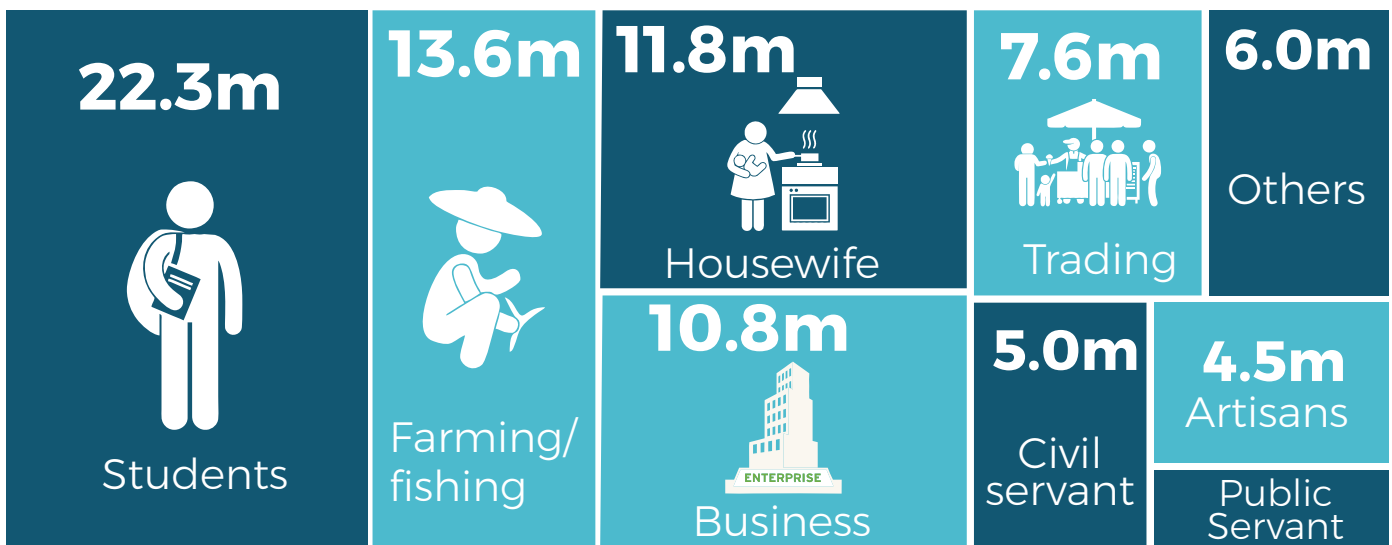 22.3m
Students
13.6m
Farming/
fishing
11.8m
Housewife
10.8m
ENTERPRISE
Business
7.6m
Trading
6.0m
Others
5.0m
Civil
servant
4.5m
Artisans
Public
Servant